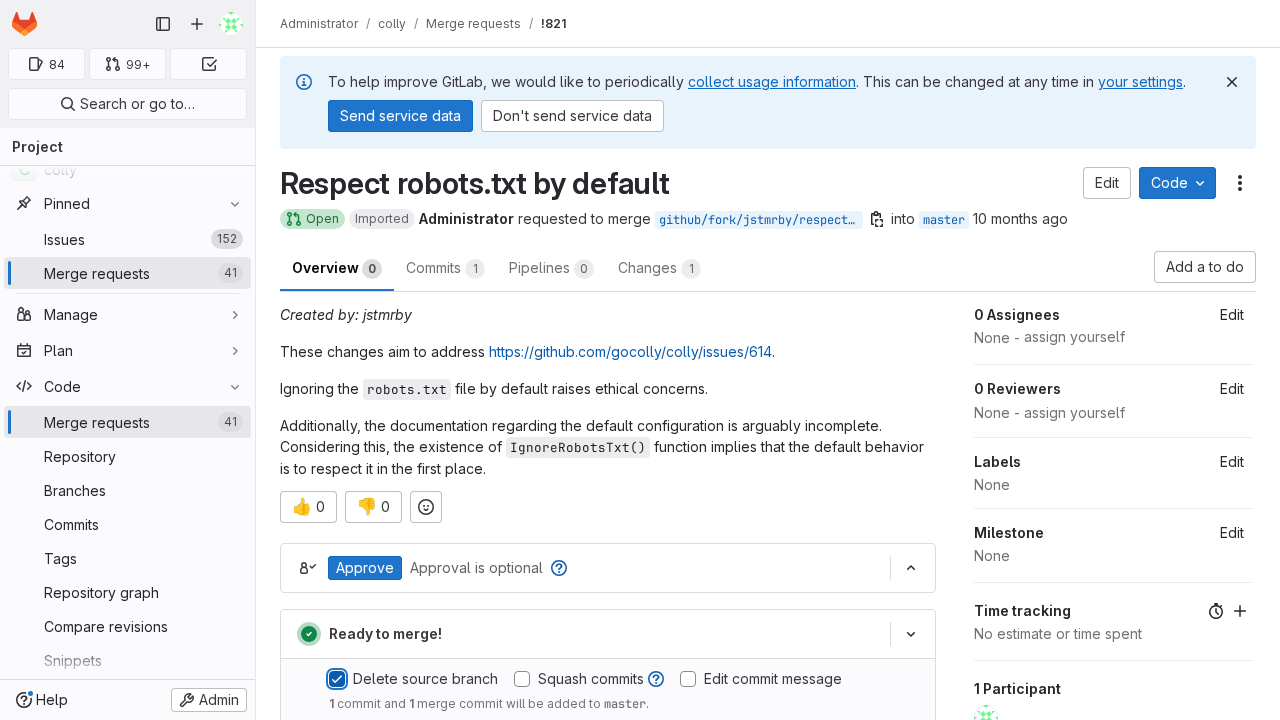 Administrator / colly / Merge requests / !821
84
99+
Search or go to…
Project
colly
Pinned
Issues 152
Merge requests 41
Manage
Plan
Code
Merge requests 41
Repository
Branches
Commits
Tags
Repository graph
Compare revisions
Snippets
Help
Admin
To help improve GitLab, we would like to periodically collect usage information. This can be changed at any time in your settings.
Send service data
Don't send service data
Respect robots.txt by default
Edit
Code
Open Imported Administrator requested to merge github/fork/jstmrby/respect… into master 10 months ago
Overview 0
Commits 1
Pipelines 0
Changes 1
Add a to do
Created by: jstmrby
These changes aim to address https://github.com/gocolly/colly/issues/614.
Ignoring the robots.txt file by default raises ethical concerns.
Additionally, the documentation regarding the default configuration is arguably incomplete.
Considering this, the existence of IgnoreRobotsTxt() function implies that the default behavior
is to respect it in the first place.
👍 0
👎 0
Approve Approval is optional
Ready to merge!
Delete source branch
Squash commits
Edit commit message
1 commit and 1 merge commit will be added to master.
0 Assignees Edit
None - assign yourself
0 Reviewers Edit
None - assign yourself
Labels Edit
None
Milestone Edit
None
Time tracking
No estimate or time spent
1 Participant